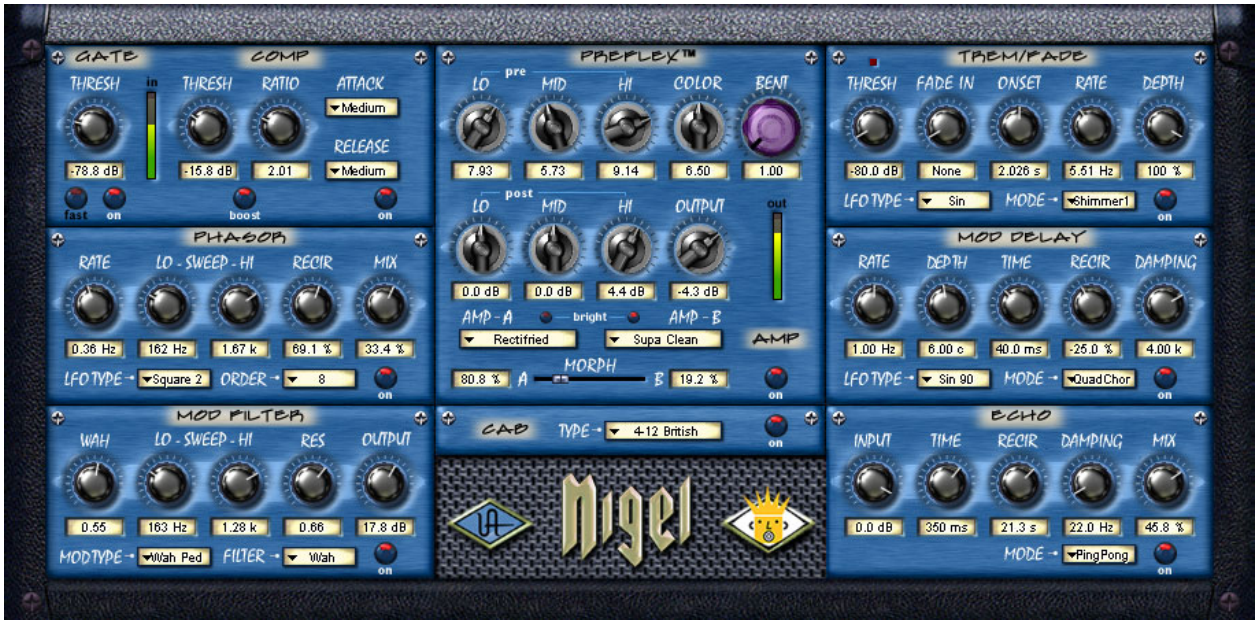 GATE COMP
THRESH in THRESH RATIO ATTACK
Medium
RELEASE
-78.8 dB -15.8 dB 2.01 Medium
fast on boost on
PHASOR
RATE LO - SWEEP - HI RECIR MIX
0.36 Hz 162 Hz 1.67 k 69.1 % 33.4 %
LFO TYPE Square 2 ORDER 8 on
MOD FILTER
WAH LO - SWEEP - HI RES OUTPUT
0.55 163 Hz 1.28 k 0.66 17.8 dB
MOD TYPE Wah Ped FILTER Wah on
PREFLEX™
pre
LO MID HI COLOR BENT
7.93 5.73 9.14 6.50 1.00
post
LO MID HI OUTPUT out
0.0 dB 0.0 dB 4.4 dB -4.3 dB
AMP - A bright AMP - B
Rectifried Supa Clean AMP
MORPH
80.8 % A B 19.2 % on
CAB TYPE 4-12 British on
Nigel
UA
TREM/FADE
THRESH FADE IN ONSET RATE DEPTH
-80.0 dB None 2.026 s 5.51 Hz 100 %
LFO TYPE Sin MODE Shimmer1 on
MOD DELAY
RATE DEPTH TIME RECIR DAMPING
1.00 Hz 6.00 c 40.0 ms -25.0 % 4.00 k
LFO TYPE Sin 90 MODE QuadChor on
ECHO
INPUT TIME RECIR DAMPING MIX
0.0 dB 350 ms 21.3 s 22.0 Hz 45.8 %
MODE PingPong on